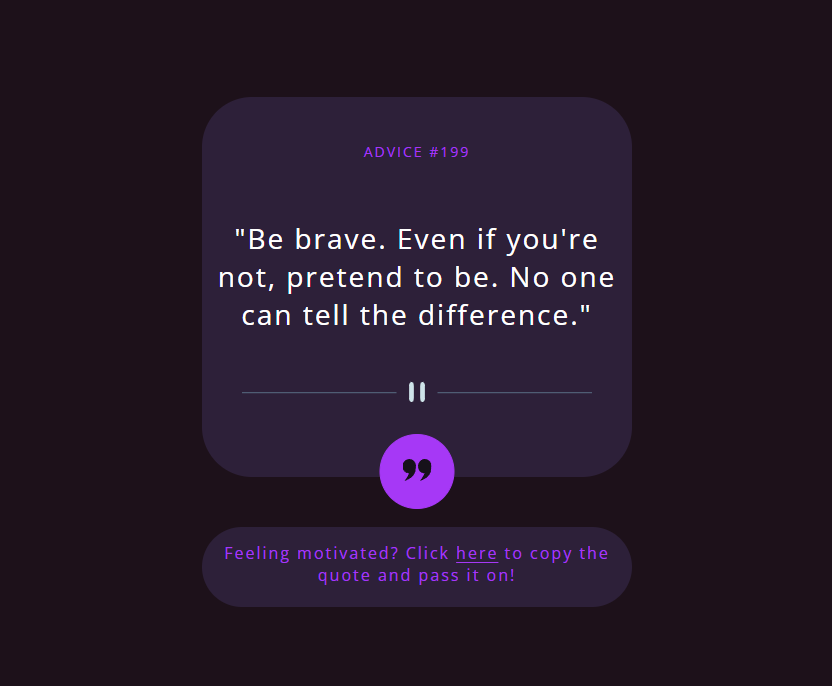 ADVICE #199
"Be brave. Even if you're
not, pretend to be. No one
can tell the difference."
Feeling motivated? Click here to copy the
quote and pass it on!